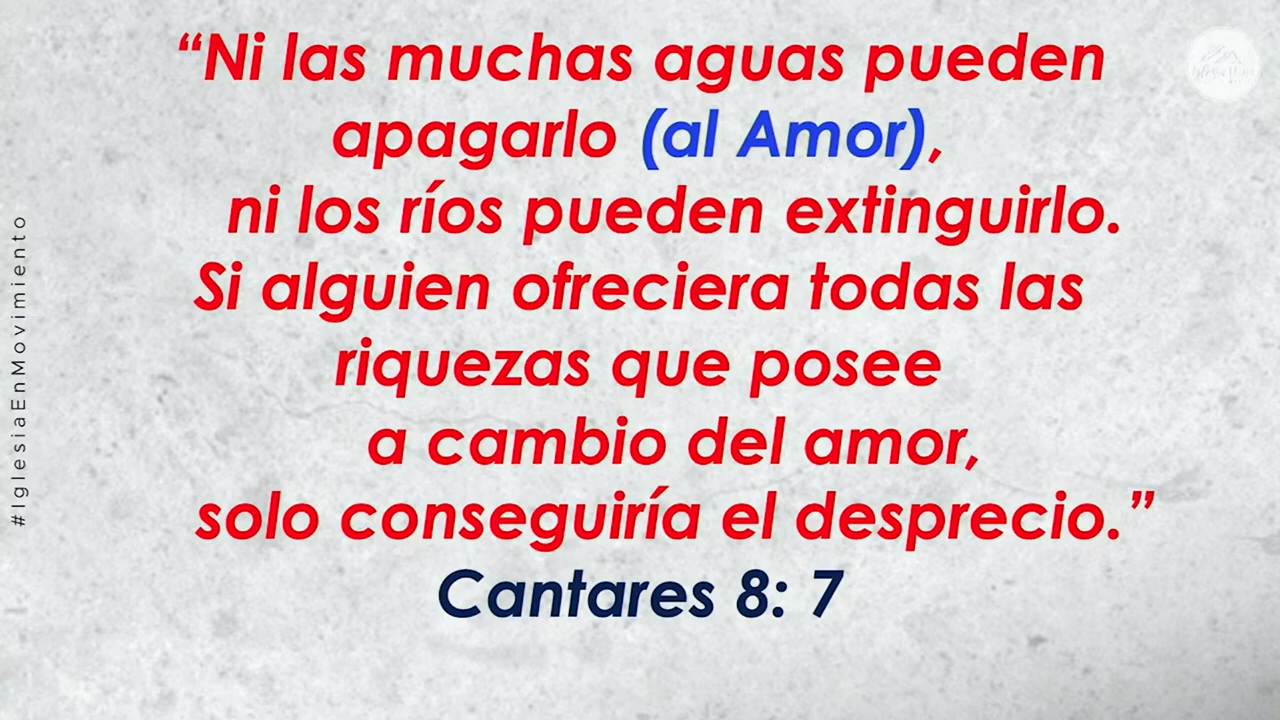 “Ni las muchas aguas pueden
apagarlo (al Amor),
ni los ríos pueden extinguirlo.
Si alguien ofreciera todas las
riquezas que posee
a cambio del amor,
solo conseguiría el desprecio.”
Cantares 8: 7
#IglesiaEnMovimiento